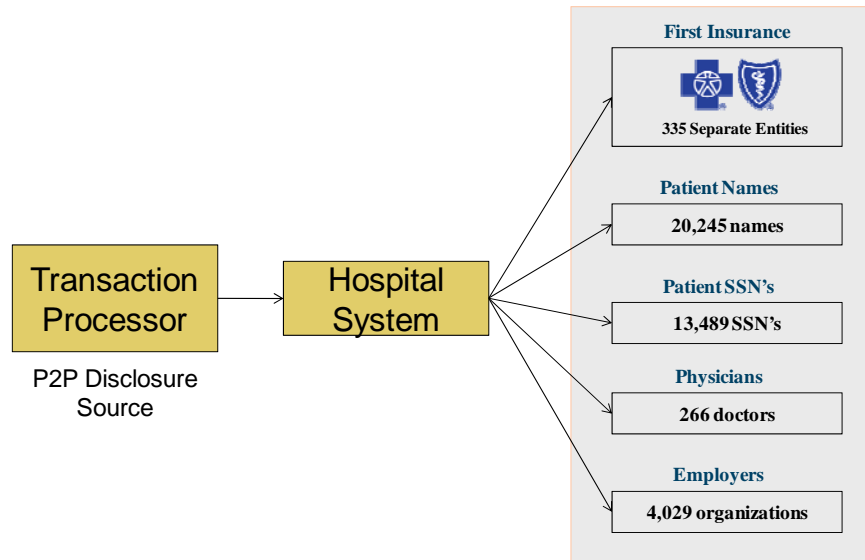 First Insurance
335 Separate Entities
Patient Names
20,245 names
Transaction
Processor
Hospital
System
Patient SSN's
13,489 SSN's
P2P Disclosure
Source
Physicians
266 doctors
Employers
4,029 organizations